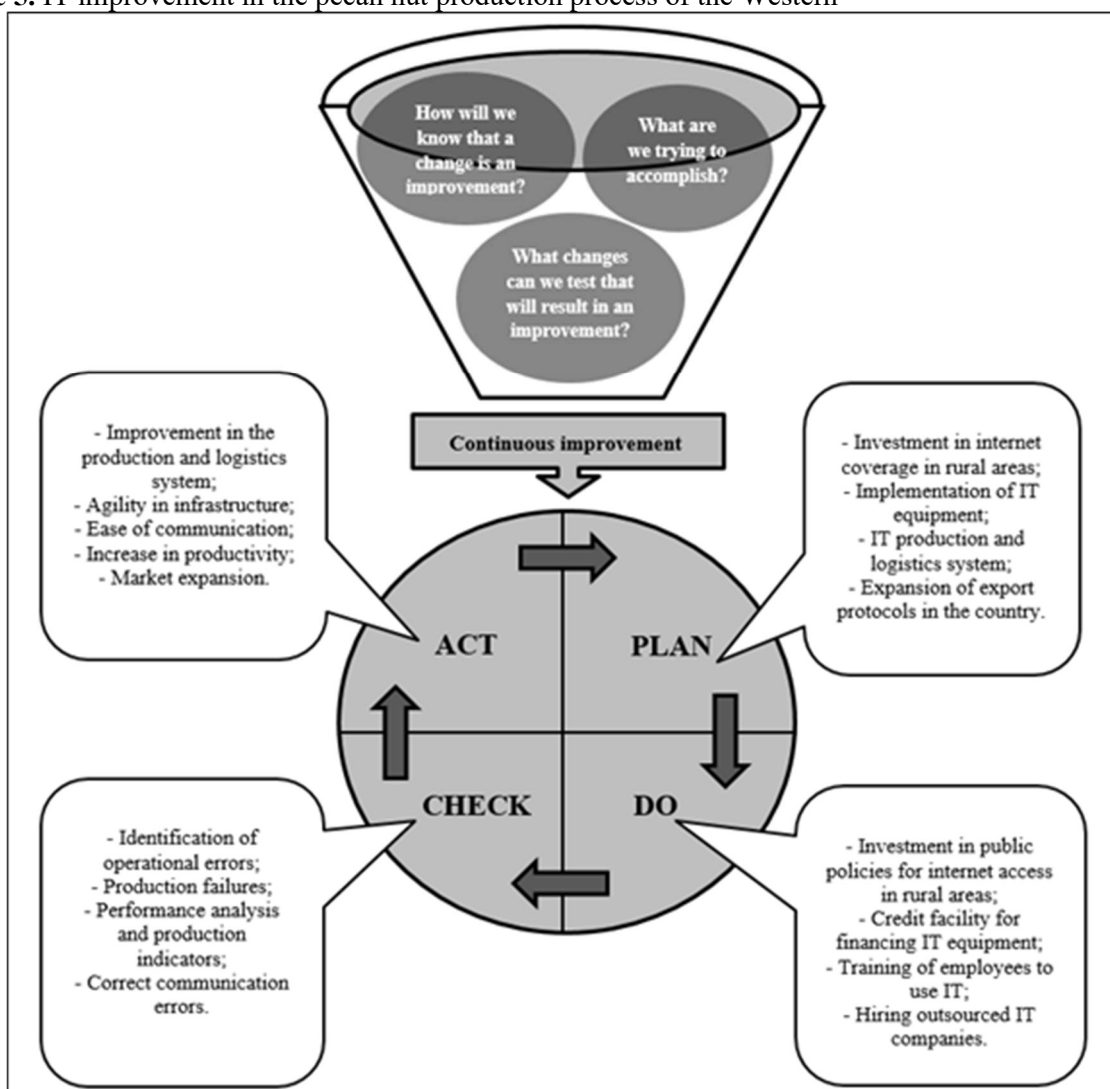 3. IT improvement in the pecan nut production process of the Western
How will we
know that a
change is an
improvement?
What are
we trying to
accomplish?
What changes
can we test that
will result in an
improvement?
Continuous improvement
- Improvement in the
production and logistics
system;
- Agility in infrastructure;
- Ease of communication;
- Increase in productivity;
- Market expansion.
- Investment in internet
coverage in rural areas;
- Implementation of IT
equipment;
- IT production and
logistics system;
- Expansion of export
protocols in the country.
ACT
PLAN
CHECK
DO
- Identification of
operational errors;
- Production failures;
- Performance analysis
and production
indicators;
- Correct communication
errors.
- Investment in public
policies for internet access
in rural areas;
- Credit facility for
financing IT equipment;
- Training of employees to
use IT;
- Hiring outsourced IT
companies.